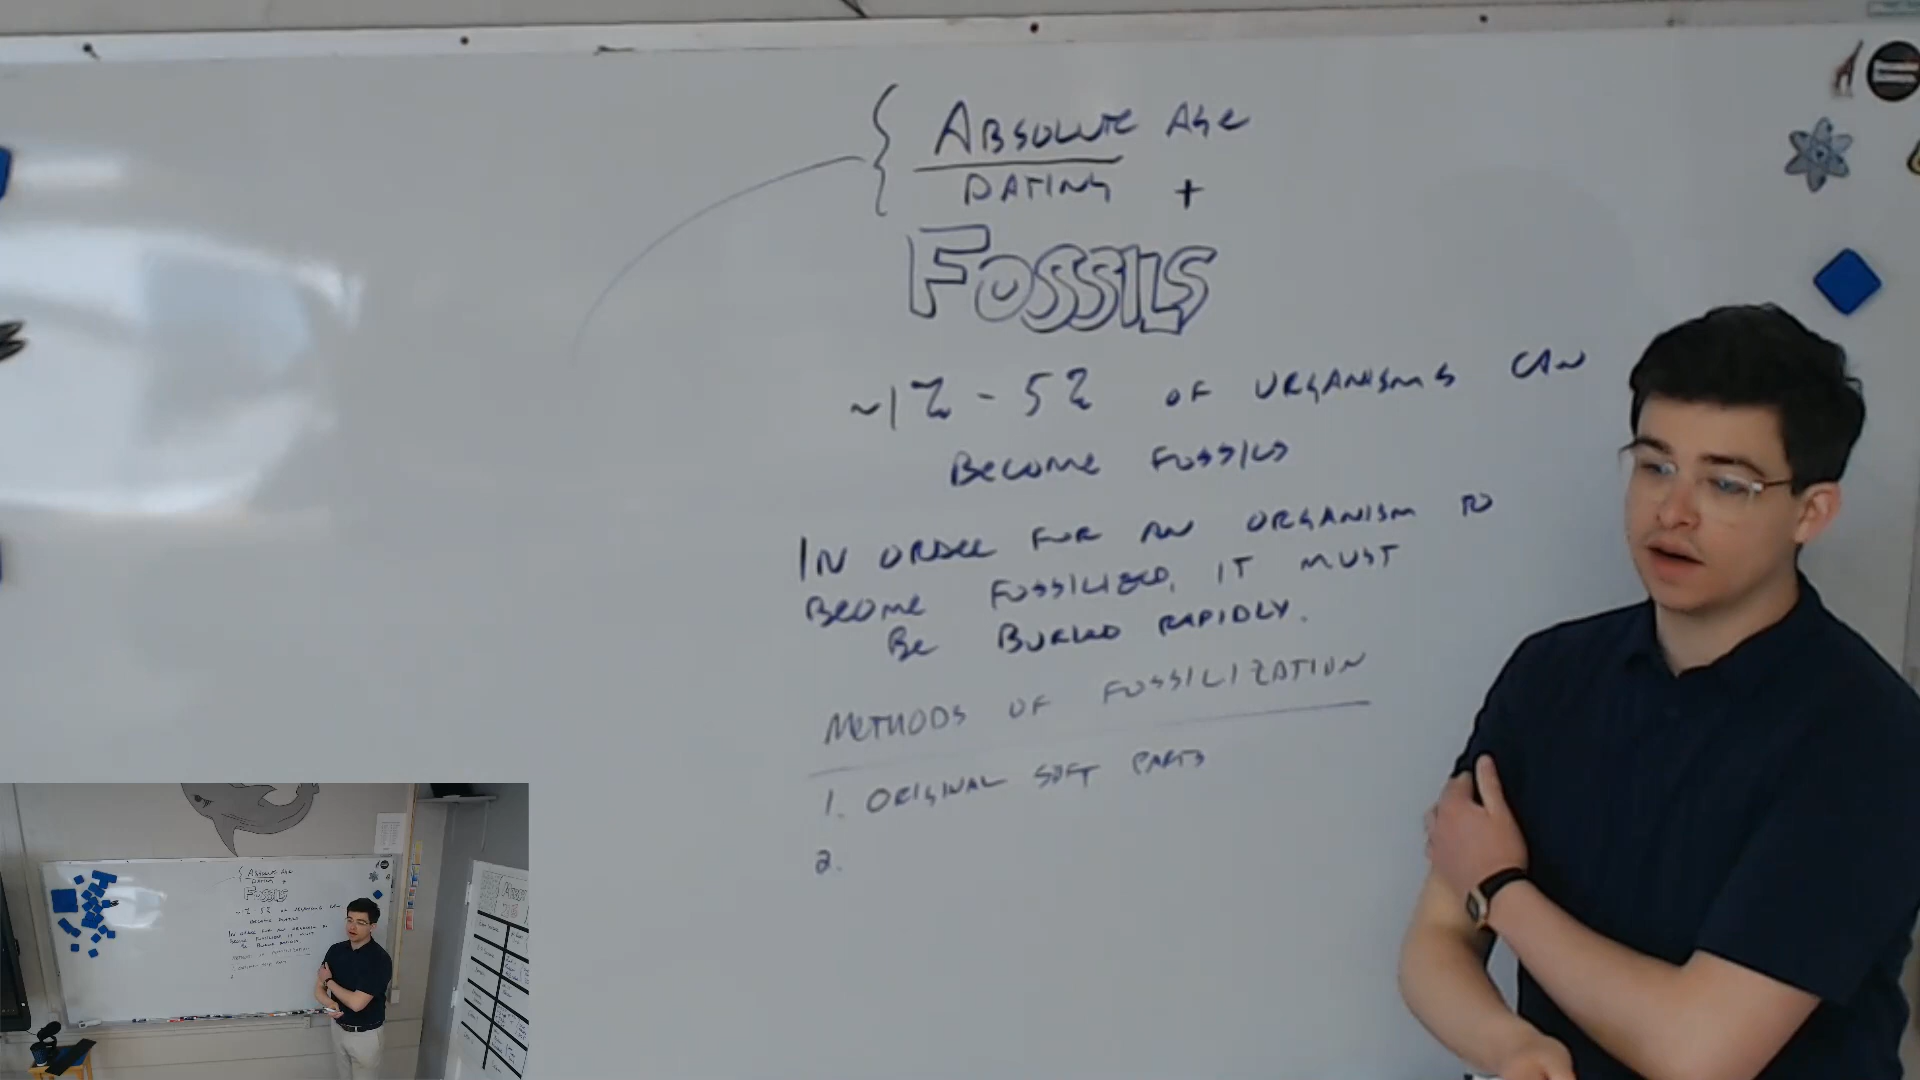 ABSOLUTE AGE
DATING +
FOSSILS
~1% - 5% OF ORGANISMS CAN
BECOME FOSSILS
IN ORDER FOR AN ORGANISM TO
BECOME FOSSILIZED, IT MUST
BE BURIED RAPIDLY.
METHODS OF FOSSILIZATION
1. ORIGINAL SOFT PARTS
2.